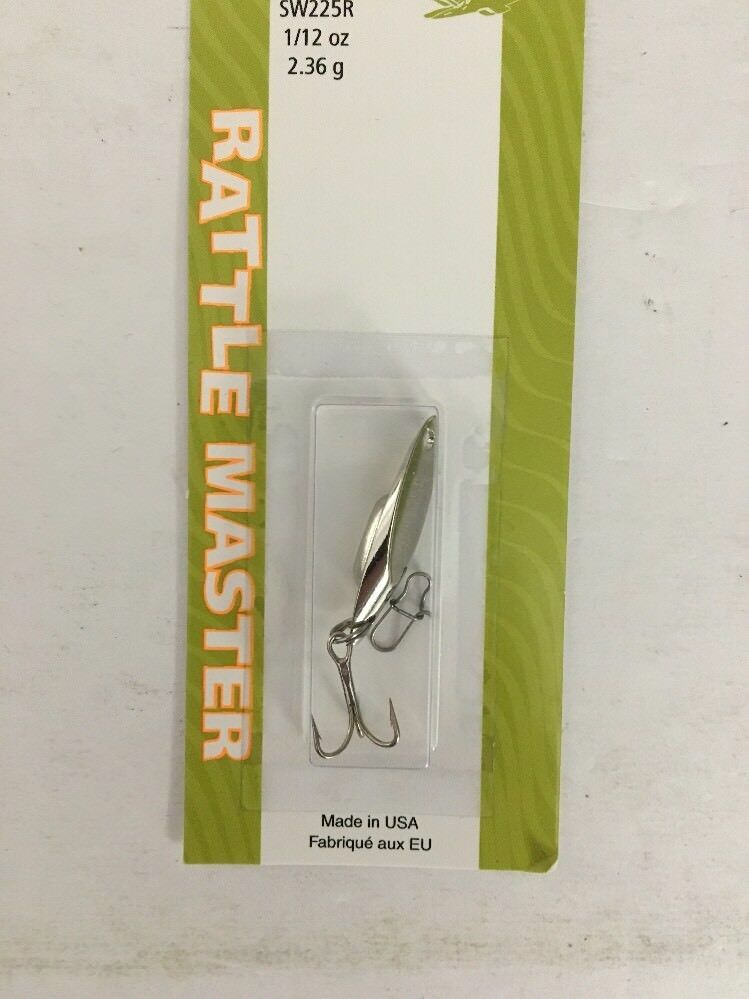 SW225R
1/12 oz
2.36 g
RATTLE MASTER
Made in USA
Fabriqué aux EU